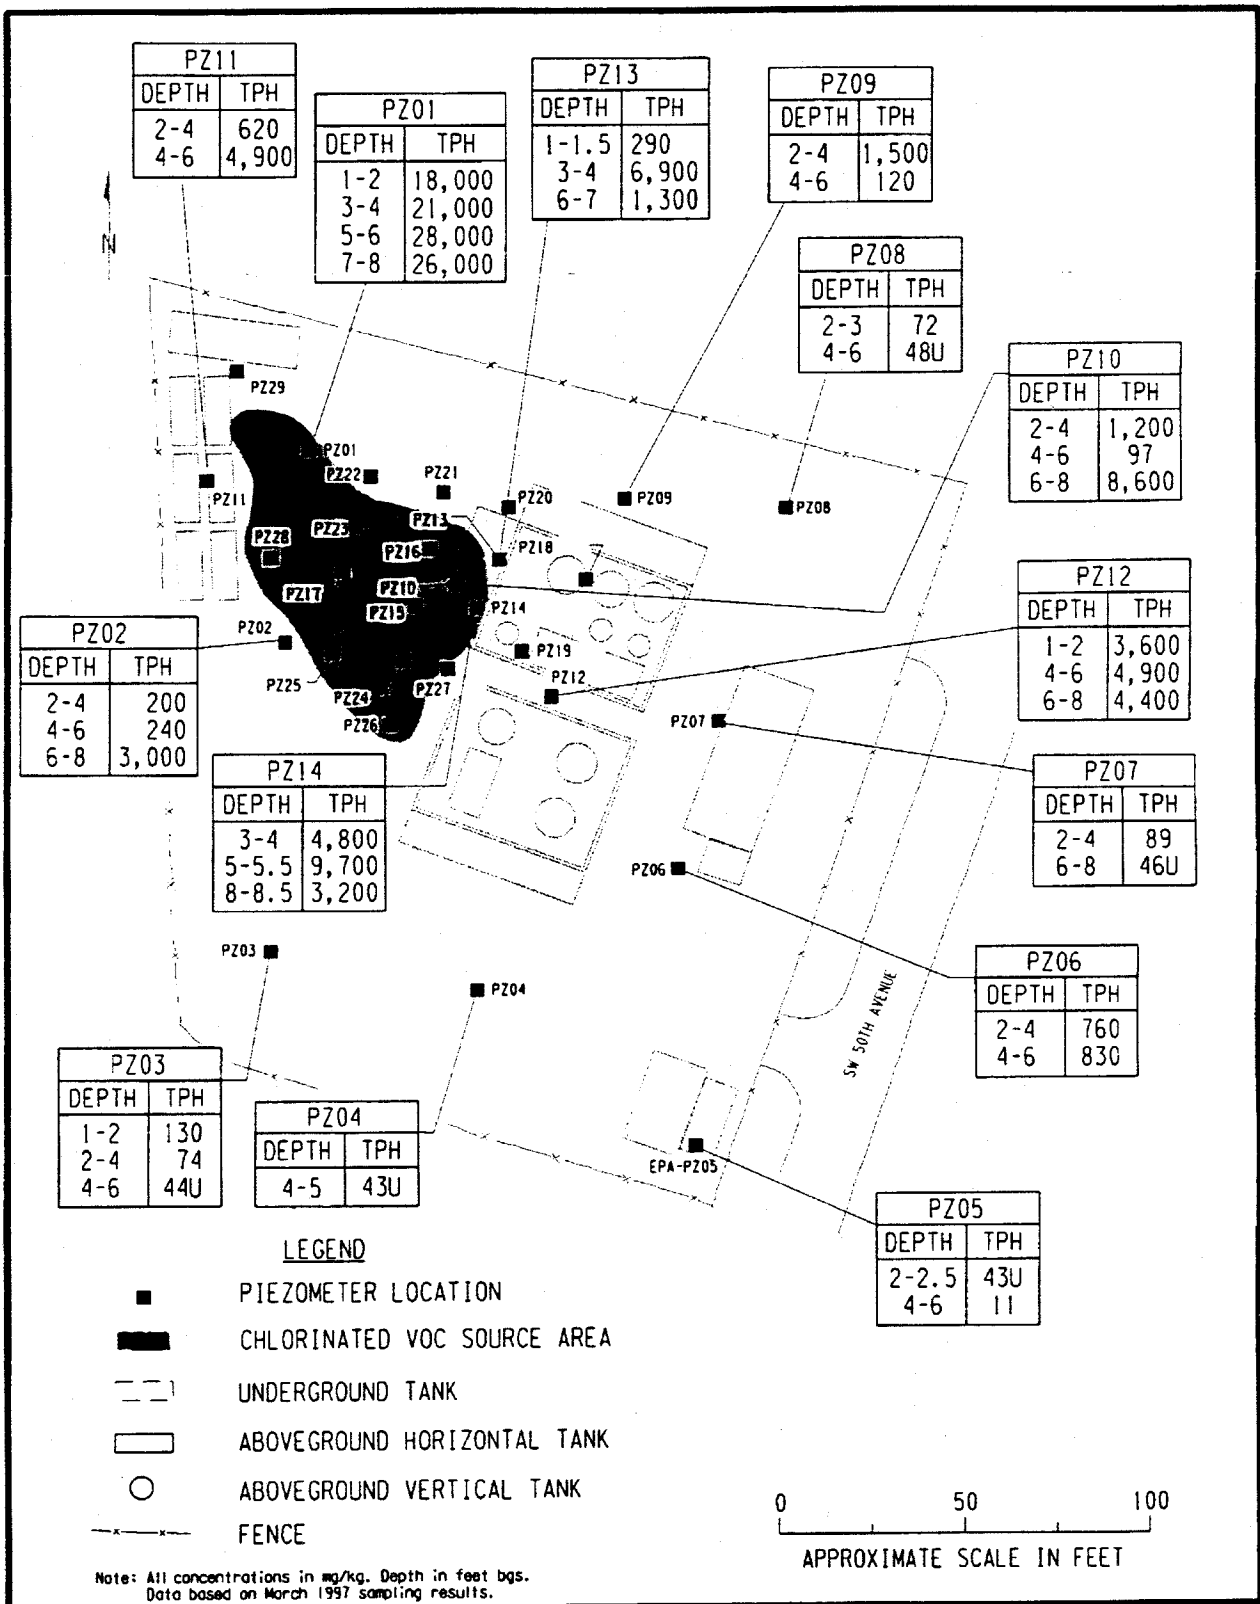 PZ11
DEPTH TPH
2-4 620
4-6 4,900
PZ01
DEPTH TPH
1-2 18,000
3-4 21,000
5-6 28,000
7-8 26,000
PZ13
DEPTH TPH
1-1.5 290
3-4 6,900
6-7 1,300
PZ09
DEPTH TPH
2-4 1,500
4-6 120
PZ08
DEPTH TPH
2-3 72
4-6 48U
PZ10
DEPTH TPH
2-4 1,200
4-6 97
6-8 8,600
PZ12
DEPTH TPH
1-2 3,600
4-6 4,900
6-8 4,400
PZ07
DEPTH TPH
2-4 89
6-8 46U
PZ06
DEPTH TPH
2-4 760
4-6 830
PZ05
DEPTH TPH
2-2.5 43U
4-6 11
PZ02
DEPTH TPH
2-4 200
4-6 240
6-8 3,000
PZ14
DEPTH TPH
3-4 4,800
5-5.5 9,700
8-8.5 3,200
PZ03
DEPTH TPH
1-2 130
2-4 74
4-6 44U
PZ04
DEPTH TPH
4-5 43U
N
PZ29
PZ01
PZ22
PZ21
PZ11
PZ20
PZ09
PZ08
PZ13
PZ23
PZ16
PZ18
PZ28
PZ17
PZ10
PZ15
PZ14
PZ02
PZ19
PZ25
PZ24
PZ27
PZ12
PZ26
PZ07
PZ06
PZ03
PZ04
EPA-PZ05
SW 50TH AVENUE
LEGEND
PIEZOMETER LOCATION
CHLORINATED VOC SOURCE AREA
UNDERGROUND TANK
ABOVEGROUND HORIZONTAL TANK
ABOVEGROUND VERTICAL TANK
FENCE
0 50 100
APPROXIMATE SCALE IN FEET
Note: All concentrations in mg/kg. Depth in feet bgs.
Data based on March 1997 sampling results.